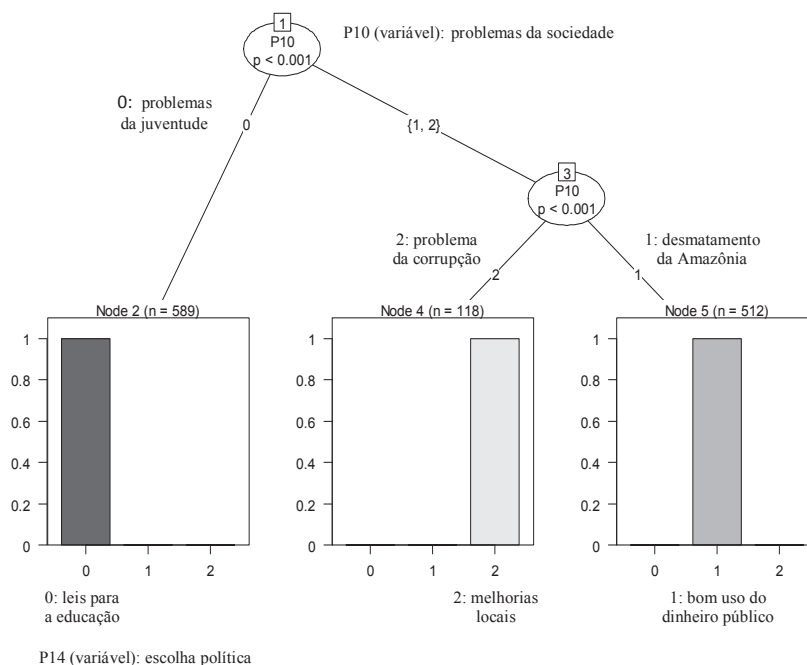 1
P10
p < 0.001
P10 (variável): problemas da sociedade
0: problemas
da juventude
0
{1, 2}
3
P10
p < 0.001
2: problema
da corrupção
2
1: desmatamento
da Amazônia
1
Node 2 (n = 589)
1
0.8
0.6
0.4
0.2
0
0 1 2
0: leis para
a educação
Node 4 (n = 118)
1
0.8
0.6
0.4
0.2
0
0 1 2
2: melhorias
locais
Node 5 (n = 512)
1
0.8
0.6
0.4
0.2
0
0 1 2
1: bom uso do
dinheiro público
P14 (variável): escolha política